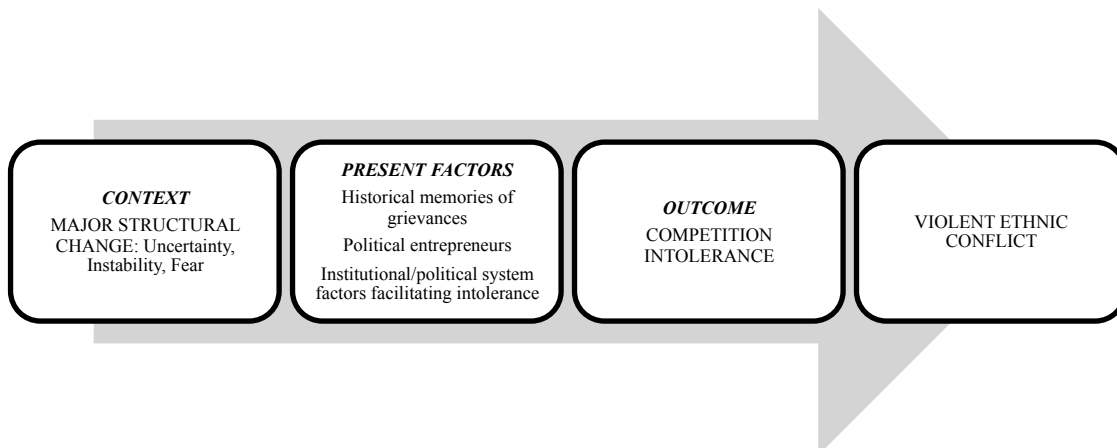 CONTEXT
MAJOR STRUCTURAL
CHANGE: Uncertainty,
Instability, Fear
PRESENT FACTORS
Historical memories of
grievances
Political entrepreneurs
Institutional/political system
factors facilitating intolerance
OUTCOME
COMPETITION
INTOLERANCE
VIOLENT ETHNIC
CONFLICT